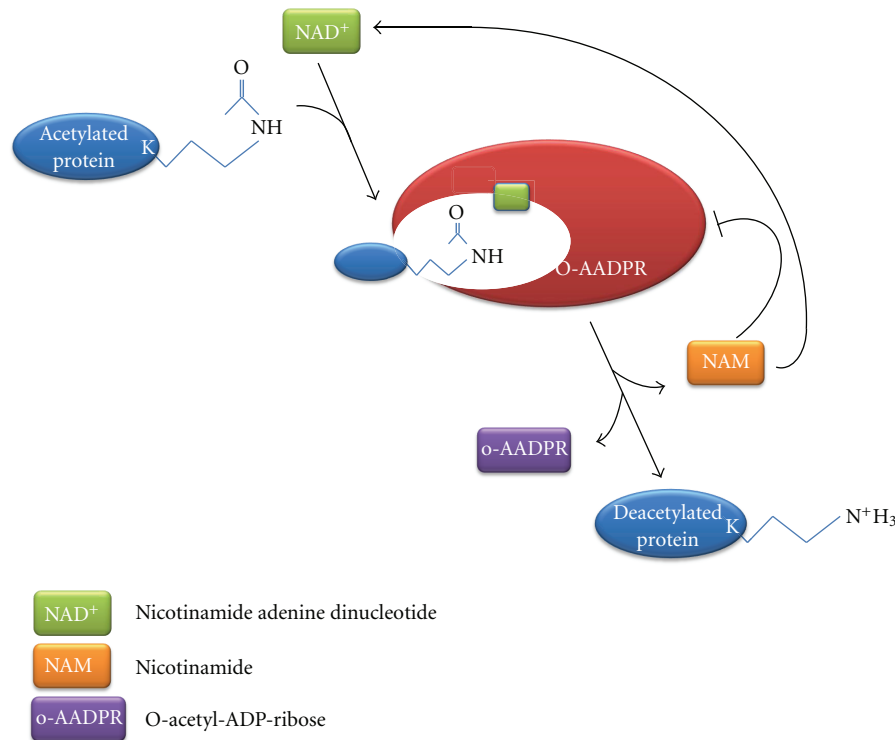 NAD⁺
O
NH
Acetylated
protein
K
O
NH
O-AADPR
NAM
o-AADPR
Deacetylated
protein
K
N⁺H₃
NAD⁺ Nicotinamide adenine dinucleotide
NAM Nicotinamide
o-AADPR O-acetyl-ADP-ribose